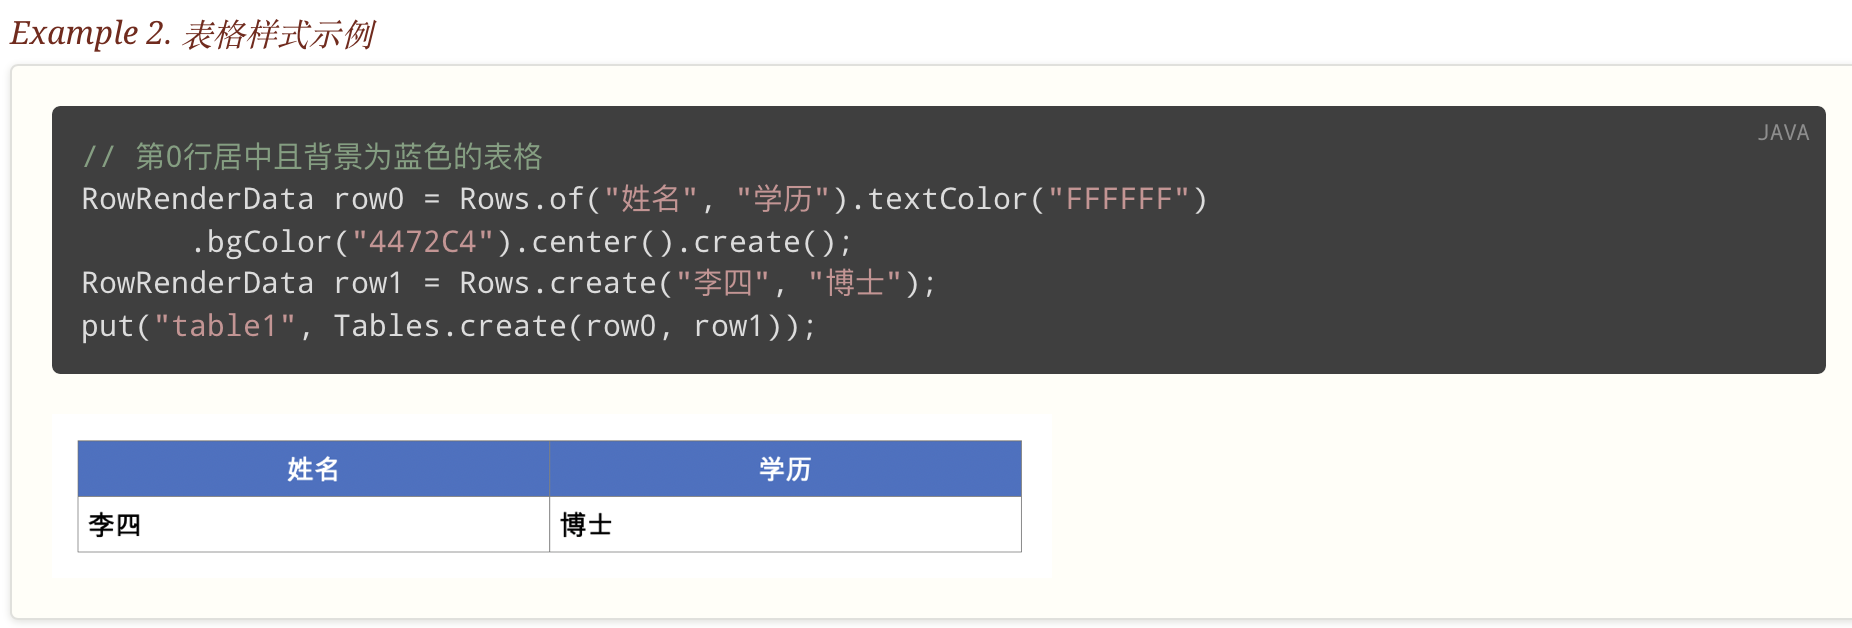 Example 2. 表格样式示例
JAVA
// 第0行居中且背景为蓝色的表格
RowRenderData row0 = Rows.of("姓名", "学历").textColor("FFFFFF")
      .bgColor("4472C4").center().create();
RowRenderData row1 = Rows.create("李四", "博士");
put("table1", Tables.create(row0, row1));
姓名 学历
李四 博士